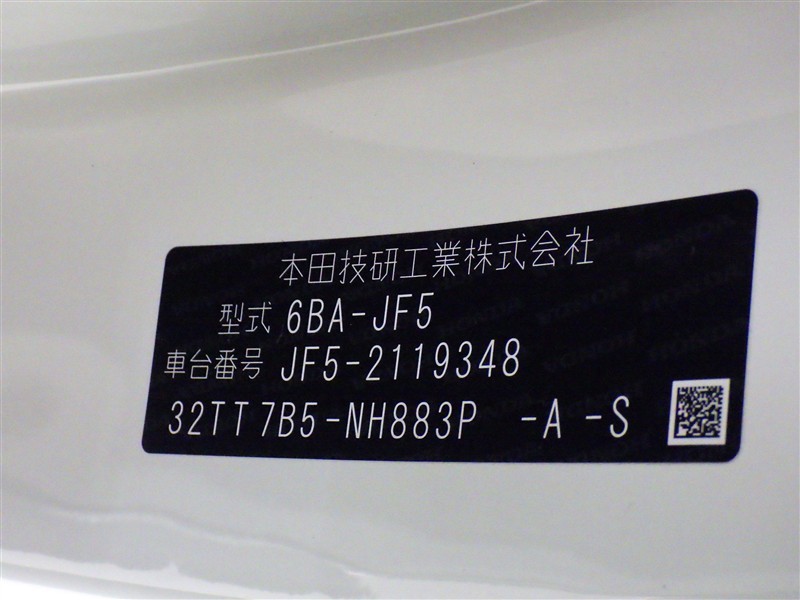 本田技研工業株式会社
型式 6BA-JF5
車台番号 JF5-2119348
32TT7B5-NH883P -A -S